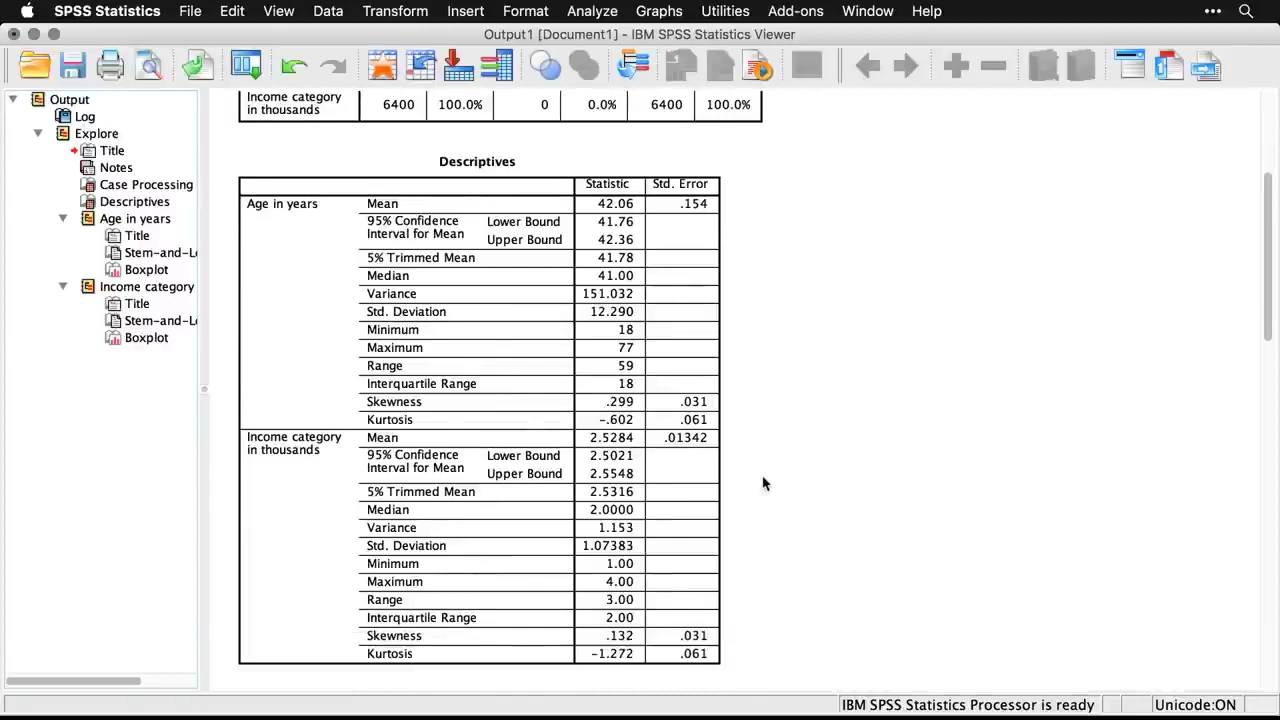 SPSS Statistics File Edit View Data Transform Insert Format Analyze Graphs Utilities Add-ons Window Help
Output1 [Document1] - IBM SPSS Statistics Viewer
Output
Log
Explore
Title
Notes
Case Processing
Descriptives
Age in years
Title
Stem-and-Le
Boxplot
Income category
Title
Stem-and-Le
Boxplot
Income category in thousands 6400 100.0% 0 0.0% 6400 100.0%
Descriptives
Statistic Std. Error
Age in years Mean 42.06 .154
95% Confidence Interval for Mean Lower Bound 41.76
Upper Bound 42.36
5% Trimmed Mean 41.78
Median 41.00
Variance 151.032
Std. Deviation 12.290
Minimum 18
Maximum 77
Range 59
Interquartile Range 18
Skewness .299 .031
Kurtosis -.602 .061
Income category in thousands Mean 2.5284 .01342
95% Confidence Interval for Mean Lower Bound 2.5021
Upper Bound 2.5548
5% Trimmed Mean 2.5316
Median 2.0000
Variance 1.153
Std. Deviation 1.07383
Minimum 1.00
Maximum 4.00
Range 3.00
Interquartile Range 2.00
Skewness .132 .031
Kurtosis -1.272 .061
IBM SPSS Statistics Processor is ready Unicode:ON